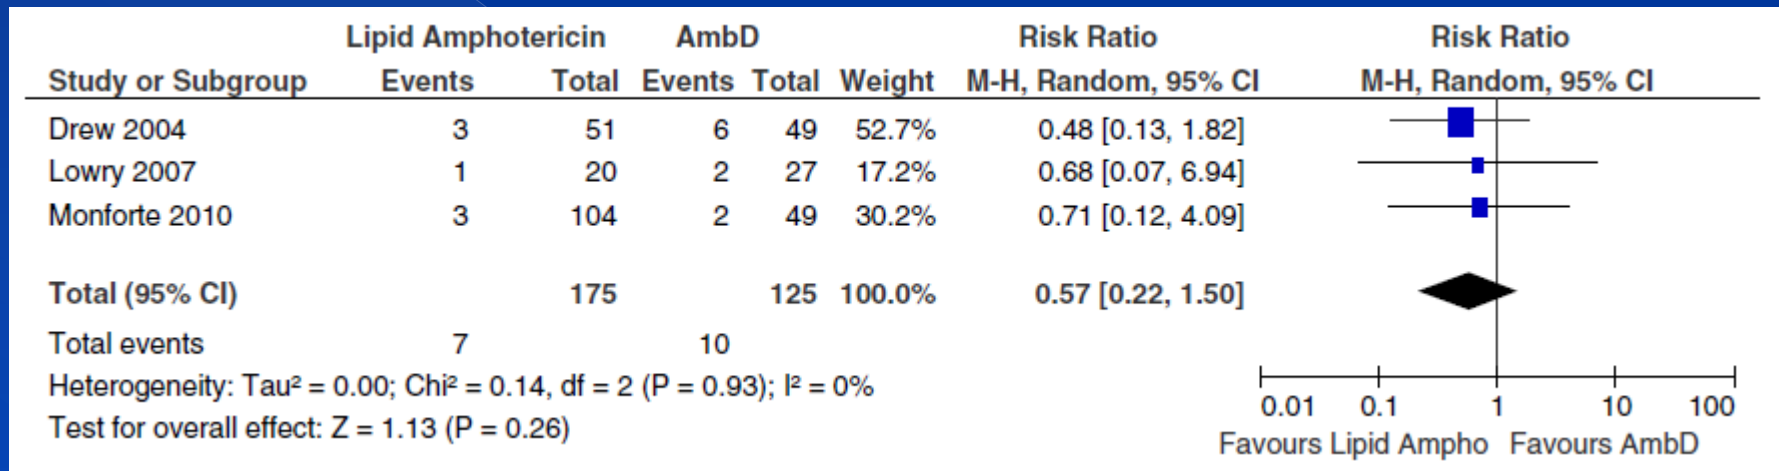 Lipid Amphotericin AmbD Risk Ratio Risk Ratio
Study or Subgroup Events Total Events Total Weight M-H, Random, 95% CI M-H, Random, 95% CI
Drew 2004 3 51 6 49 52.7% 0.48 [0.13, 1.82]
Lowry 2007 1 20 2 27 17.2% 0.68 [0.07, 6.94]
Monforte 2010 3 104 2 49 30.2% 0.71 [0.12, 4.09]
Total (95% CI) 175 125 100.0% 0.57 [0.22, 1.50]
Total events 7 10
Heterogeneity: Tau² = 0.00; Chi² = 0.14, df = 2 (P = 0.93); I² = 0%
Test for overall effect: Z = 1.13 (P = 0.26)
0.01 0.1 1 10 100
Favours Lipid Ampho Favours AmbD